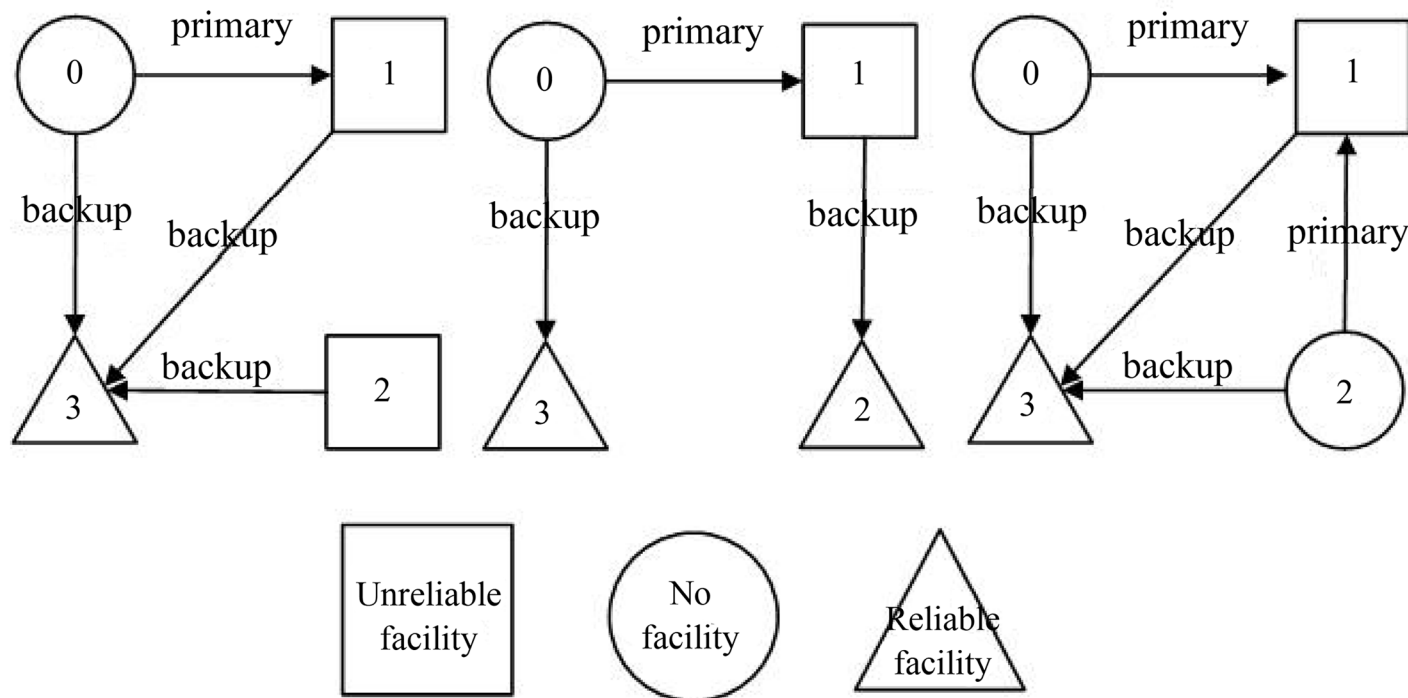 primary
0
1
backup
backup
backup
3
2
primary
0
1
backup
backup
3
2
primary
0
1
backup
backup
primary
backup
3
2
Unreliable
facility
No
facility
Reliable
facility